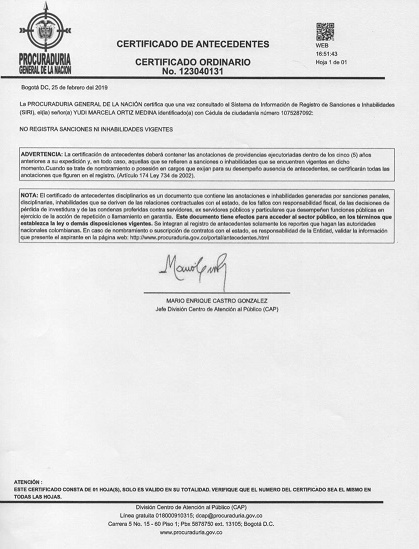 PROCURADURIA
GENERAL DE LA NACION
CERTIFICADO DE ANTECEDENTES
CERTIFICADO ORDINARIO
No. 123040131
WEB
16:51:43
Hoja 1 de 01
Bogotá DC, 25 de febrero del 2019
La PROCURADURIA GENERAL DE LA NACIÓN certifica que una vez consultado el Sistema de Información de Registro de Sanciones e Inhabilidades
(SIRI), el(la) señor(a) YUDI MARCELA ORTIZ MEDINA identificado(a) con Cédula de ciudadanía número 1075287092:
NO REGISTRA SANCIONES NI INHABILIDADES VIGENTES
ADVERTENCIA: La certificación de antecedentes deberá contener las anotaciones de providencias ejecutoriadas dentro de los cinco (5) años
anteriores a su expedición y, en todo caso, aquellas que se refieren a sanciones o inhabilidades que se encuentren vigentes en dicho
momento.Cuando se trate de nombramiento o posesión en cargos que exijan para su desempeño ausencia de antecedentes, se certificarán todas las
anotaciones que figuren en el registro. (Artículo 174 Ley 734 de 2002).
NOTA: El certificado de antecedentes disciplinarios es un documento que contiene las anotaciones e inhabilidades generadas por sanciones penales,
disciplinarias, inhabilidades que se deriven de las relaciones contractuales con el estado, de los fallos con responsabilidad fiscal, de las decisiones de
pérdida de investidura y de las condenas proferidas contra servidores, ex servidores públicos y particulares que desempeñen funciones públicas en
ejercicio de la acción de repetición o llamamiento en garantía. Este documento tiene efectos para acceder al sector público, en los términos que
establezca la ley o demás disposiciones vigentes. Se integran al registro de antecedentes solamente los reportes que hagan las autoridades
nacionales colombianas. En caso de nombramiento o suscripción de contratos con el estado, es responsabilidad de la Entidad, validar la información
que presente el aspirante en la página web: http://www.procuraduria.gov.co/portal/antecedentes.html
MARIO ENRIQUE CASTRO GONZALEZ
Jefe División Centro de Atención al Público (CAP)
ATENCIÓN :
ESTE CERTIFICADO CONSTA DE 01 HOJA(S), SOLO ES VALIDO EN SU TOTALIDAD. VERIFIQUE QUE EL NUMERO DEL CERTIFICADO SEA EL MISMO EN
TODAS LAS HOJAS.
División Centro de Atención al Público (CAP)
Línea gratuita 018000910315; dcap@procuraduria.gov.co
Carrera 5 No. 15 - 60 Piso 1; Pbx 5878750 ext. 13105; Bogotá D.C.
www.procuraduria.gov.co